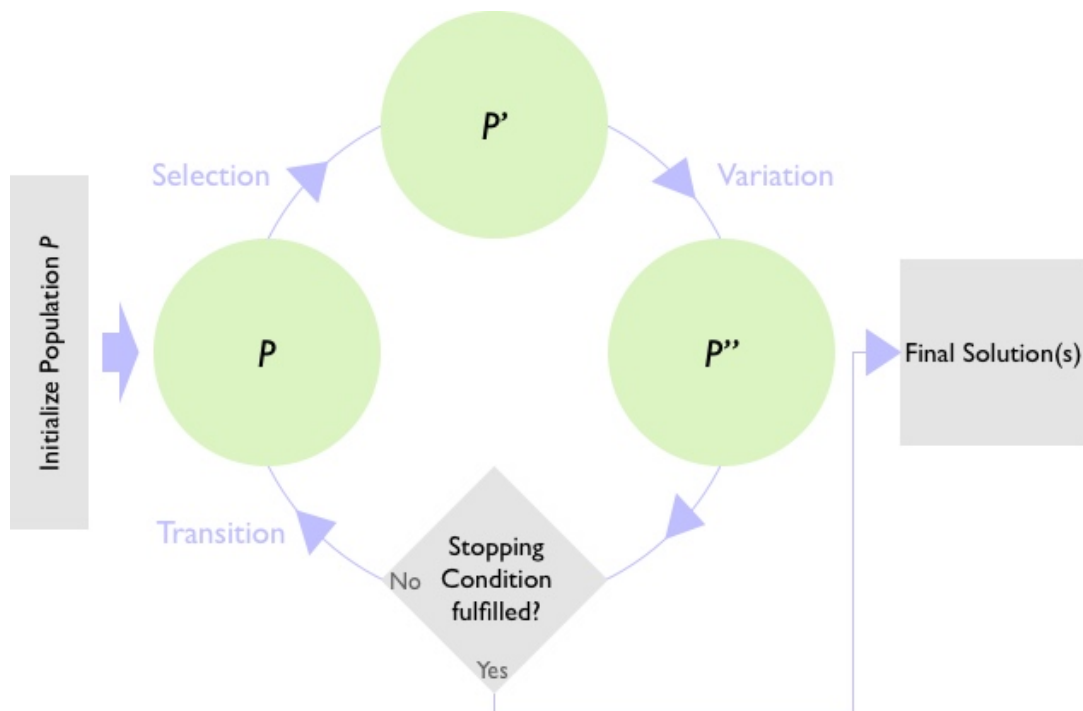 P’
Selection
Variation
Initialize Population P
P
P”
Final Solution(s)
Transition
Stopping
Condition
fulfilled?
No
Yes